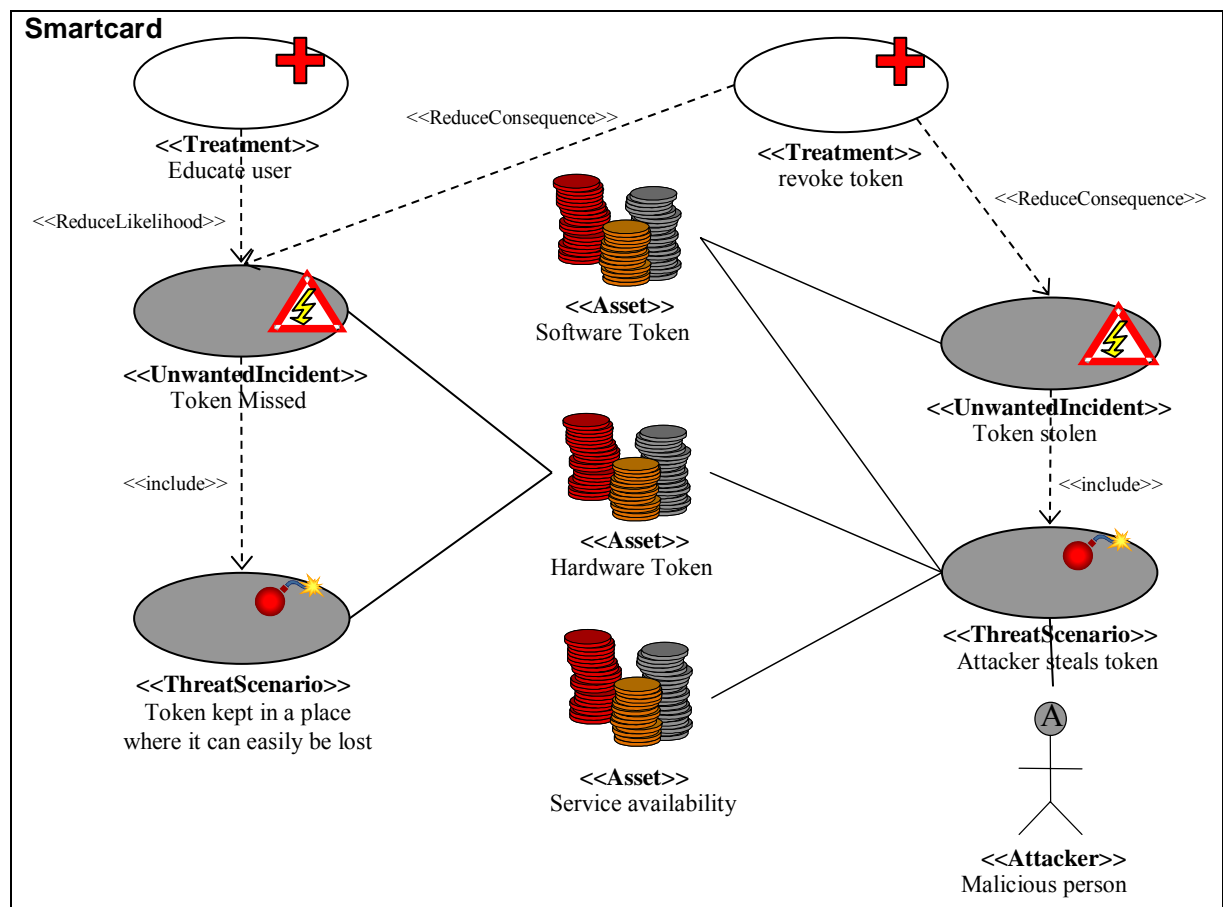 Smartcard
<<ReduceConsequence>>
<<Treatment>>
Educate user
<<Treatment>>
revoke token
<<ReduceLikelihood>>
<<ReduceConsequence>>
<<Asset>>
Software Token
<<UnwantedIncident>>
Token Missed
<<UnwantedIncident>>
Token stolen
<<include>>
<<include>>
<<Asset>>
Hardware Token
<<ThreatScenario>>
Attacker steals token
<<ThreatScenario>>
Token kept in a place
where it can easily be lost
A
<<Asset>>
Service availability
<<Attacker>>
Malicious person